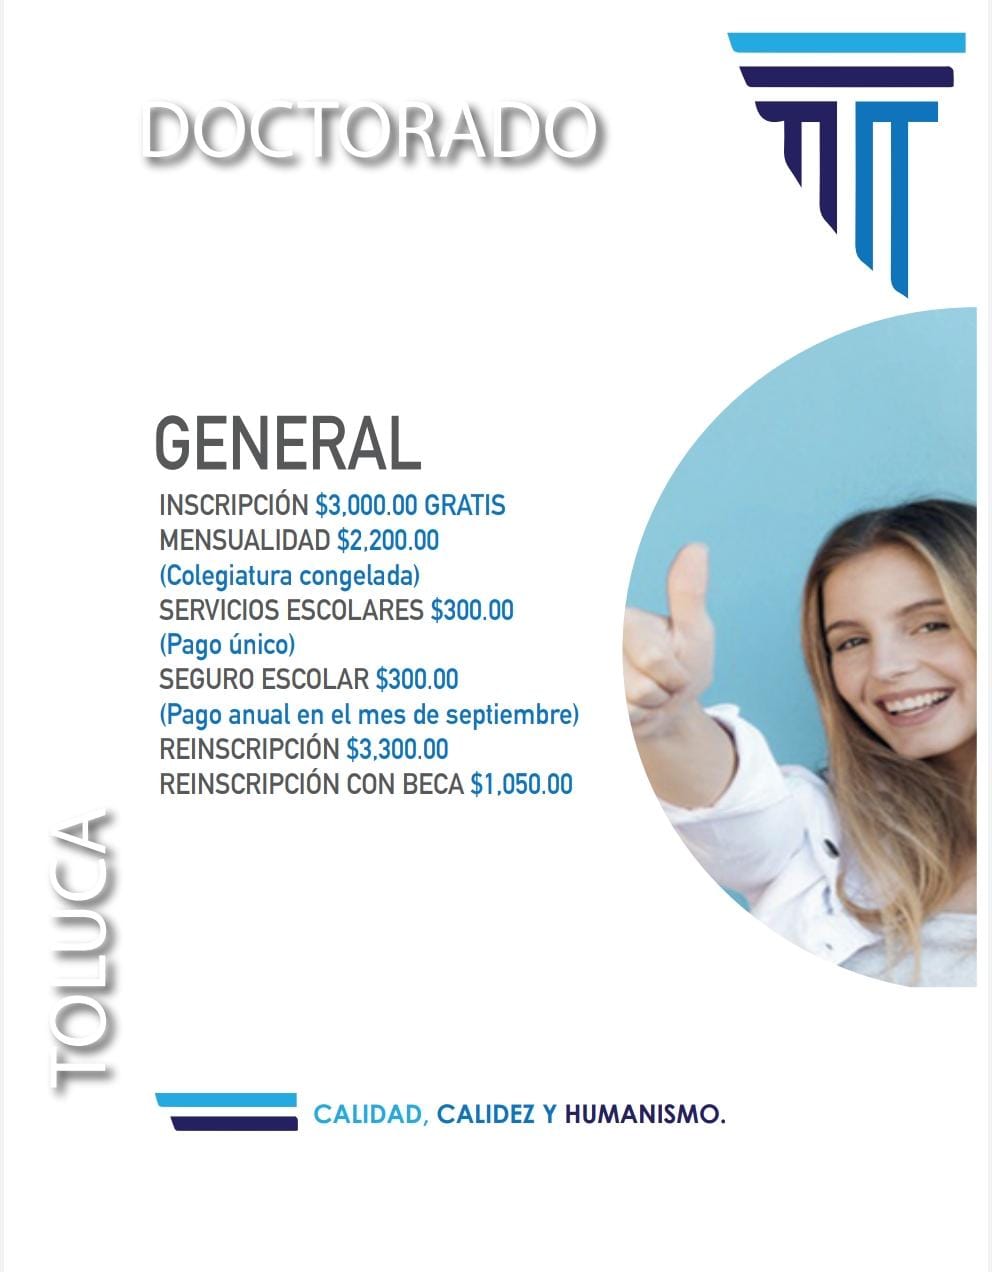 DOCTORADO
GENERAL
INSCRIPCIÓN $3,000.00 GRATIS
MENSUALIDAD $2,200.00
(Colegiatura congelada)
SERVICIOS ESCOLARES $300.00
(Pago único)
SEGURO ESCOLAR $300.00
(Pago anual en el mes de septiembre)
REINSCRIPCIÓN $3,300.00
REINSCRIPCIÓN CON BECA $1,050.00
TOLUCA
CALIDAD, CALIDEZ Y HUMANISMO.